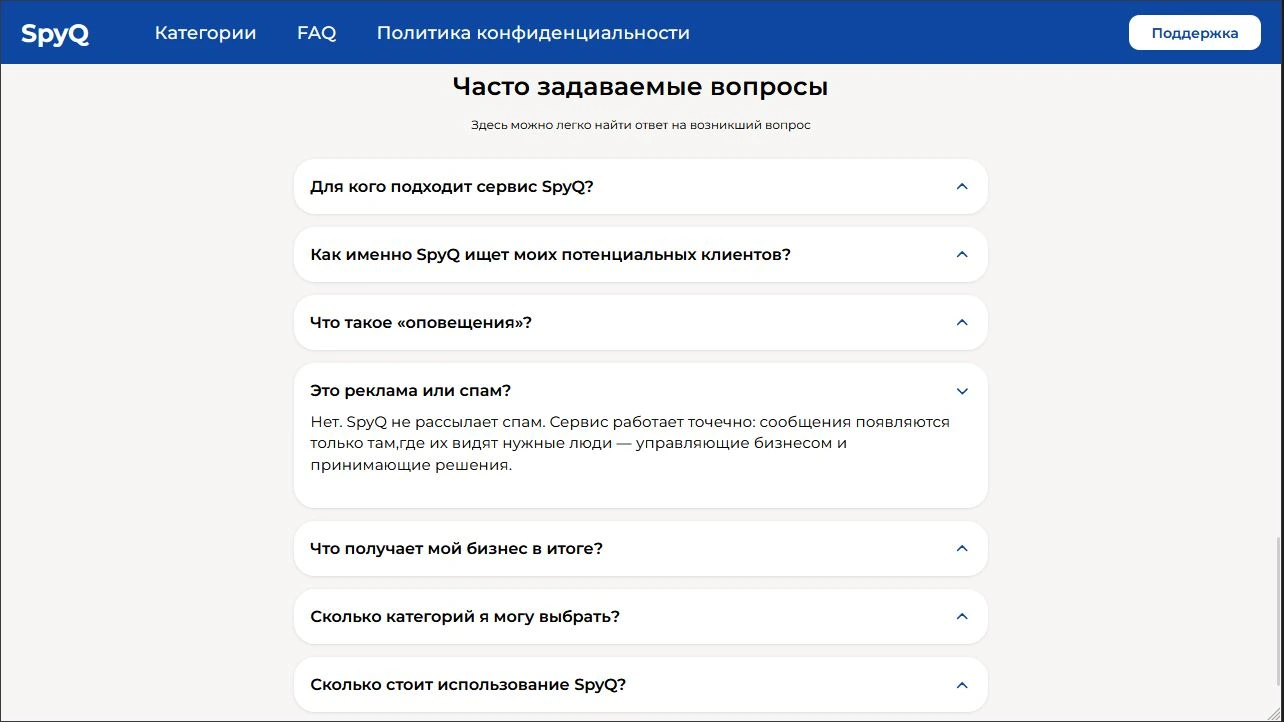 SpyQ
Категории
FAQ
Политика конфиденциальности
Поддержка
Часто задаваемые вопросы
Здесь можно легко найти ответ на возникший вопрос
Для кого подходит сервис SpyQ?
Как именно SpyQ ищет моих потенциальных клиентов?
Что такое «оповещения»?
Это реклама или спам?
Нет. SpyQ не рассылает спам. Сервис работает точечно: сообщения появляются
только там,где их видят нужные люди — управляющие бизнесом и
принимающие решения.
Что получает мой бизнес в итоге?
Сколько категорий я могу выбрать?
Сколько стоит использование SpyQ?